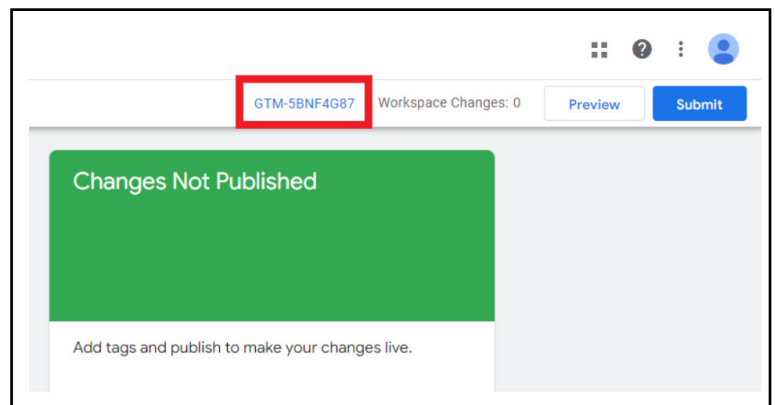 GTM-5BNF4G87 Workspace Changes: 0 Preview Submit
Changes Not Published
Add tags and publish to make your changes live.